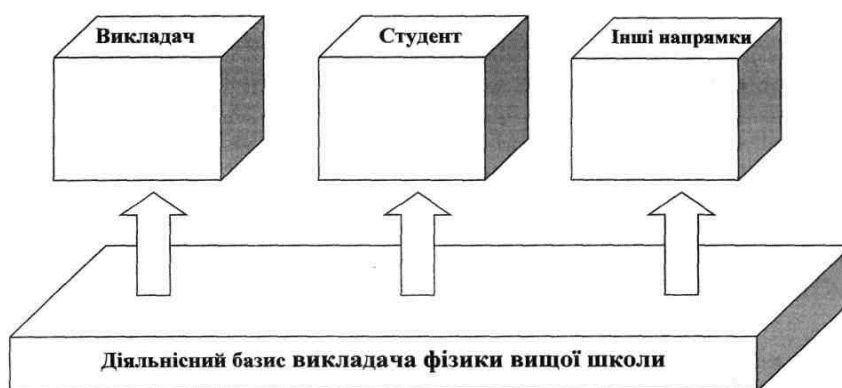 Викладач
Студент
Інші напрямки
Діяльнісний базис викладача фізики вищої школи